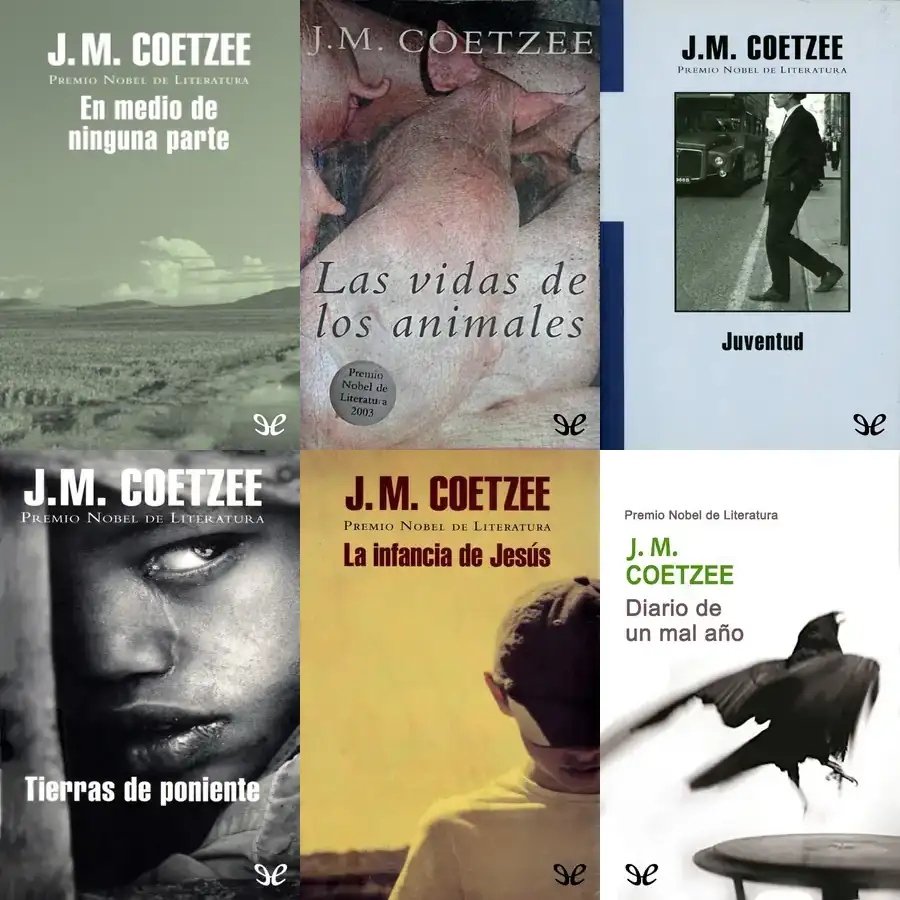 J.M. COETZEE
PREMIO NOBEL DE LITERATURA
En medio de
ninguna parte
J.M. COETZEE
Las vidas de
los animales
Premio
Nobel de
Literatura
2003
J.M. COETZEE
PREMIO NOBEL DE LITERATURA
Juventud
J.M. COETZEE
PREMIO NOBEL DE LITERATURA
Tierras de poniente
J.M. COETZEE
PREMIO NOBEL DE LITERATURA
La infancia de Jesús
Premio Nobel de Literatura
J. M.
COETZEE
Diario de
un mal año